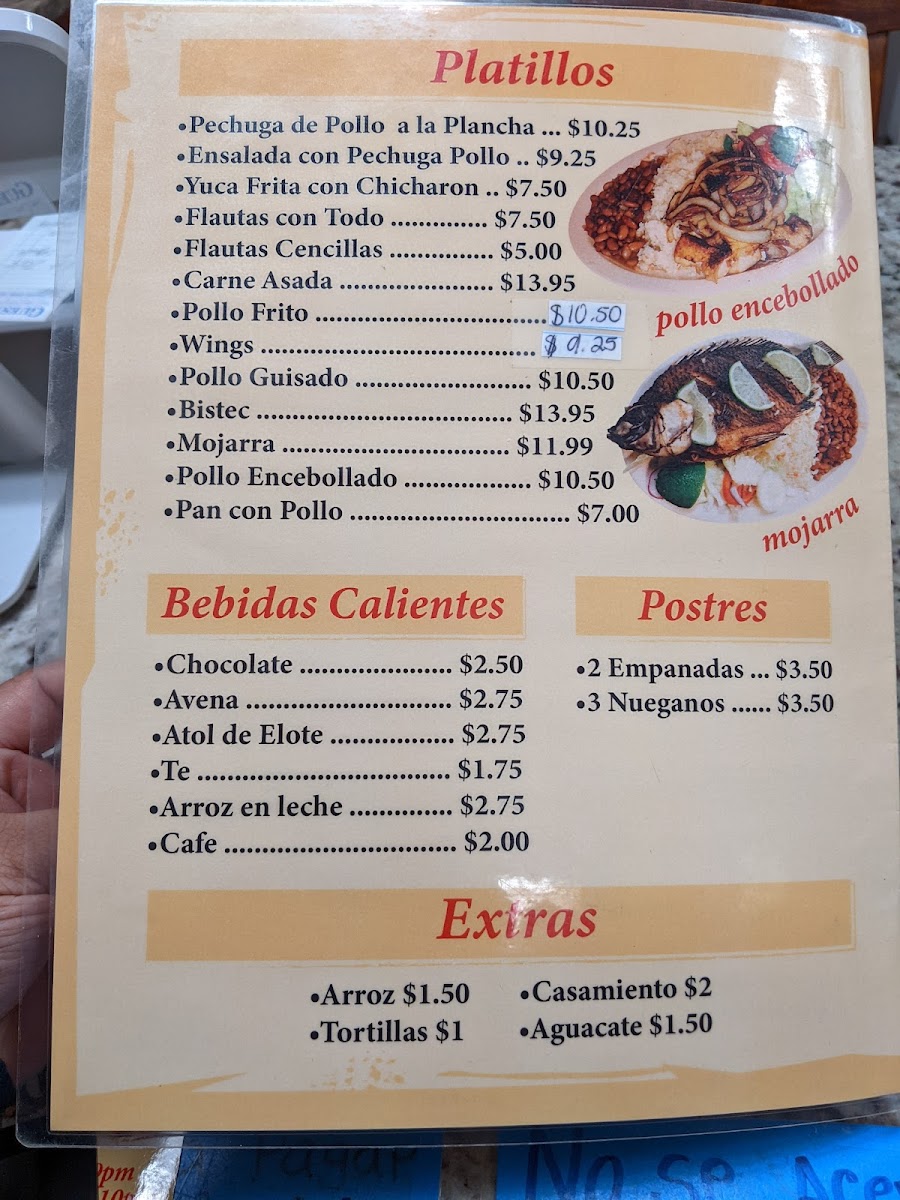 Platillos
•Pechuga de Pollo a la Plancha ... $10.25
•Ensalada con Pechuga Pollo .. $9.25
•Yuca Frita con Chicharon .. $7.50
•Flautas con Todo ............... $7.50
•Flautas Cencillas ................ $5.00
•Carne Asada ........................ $13.95
•Pollo Frito .................................... $10.50
•Wings ........................................... $9.25
•Pollo Guisado ........................... $10.50
•Bistec ....................................... $13.95
•Mojarra ................................... $11.99
•Pollo Encebollado .................... $10.50
•Pan con Pollo .................................. $7.00
pollo encebollado
mojarra
Bebidas Calientes
•Chocolate ....................... $2.50
•Avena ................................ $2.75
•Atol de Elote ................... $2.75
•Te ....................................... $1.75
•Arroz en leche ................ $2.75
•Cafe .................................... $2.00
Postres
•2 Empanadas ... $3.50
•3 Nueganos ...... $3.50
Extras
•Arroz $1.50
•Tortillas $1
•Casamiento $2
•Aguacate $1.50
pm
Pagar
No se